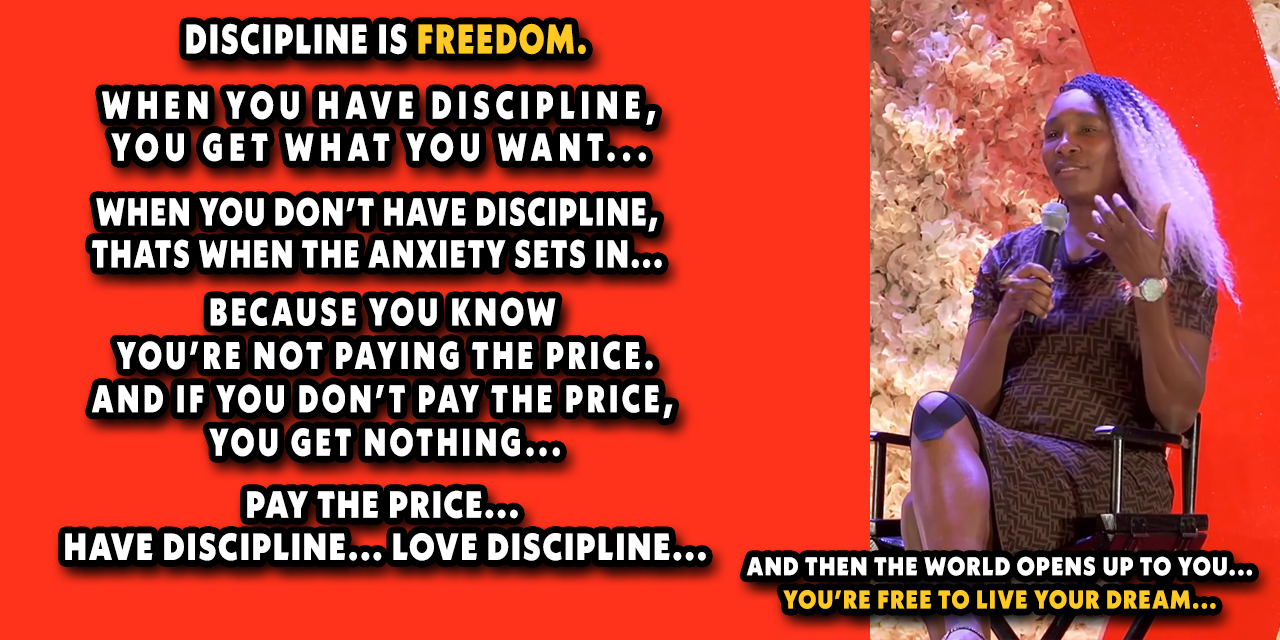 DISCIPLINE IS FREEDOM.
WHEN YOU HAVE DISCIPLINE,
YOU GET WHAT YOU WANT...
WHEN YOU DON'T HAVE DISCIPLINE,
THATS WHEN THE ANXIETY SETS IN...
BECAUSE YOU KNOW
YOU'RE NOT PAYING THE PRICE.
AND IF YOU DON'T PAY THE PRICE,
YOU GET NOTHING...
PAY THE PRICE...
HAVE DISCIPLINE... LOVE DISCIPLINE...
AND THEN THE WORLD OPENS UP TO YOU...
YOU'RE FREE TO LIVE YOUR DREAM...